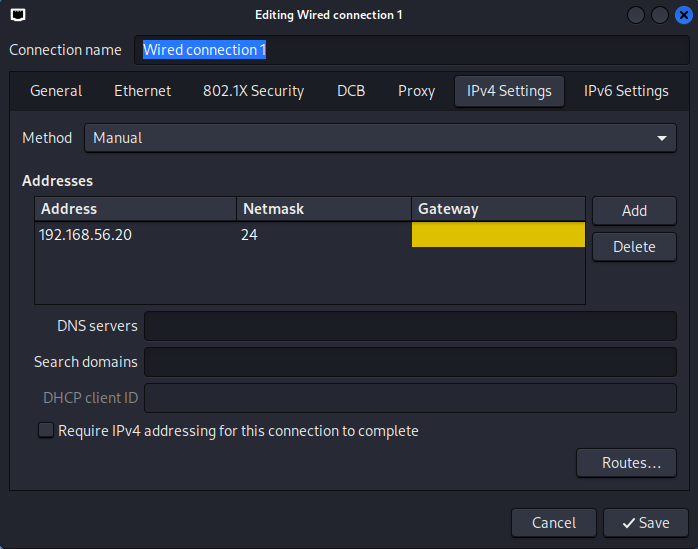 Editing Wired connection 1
Connection name Wired connection 1
General Ethernet 802.1X Security DCB Proxy IPv4 Settings IPv6 Settings
Method Manual
Addresses
Address Netmask Gateway Add
192.168.56.20 24 Delete
DNS servers
Search domains
DHCP client ID
Require IPv4 addressing for this connection to complete
Routes...
Cancel Save